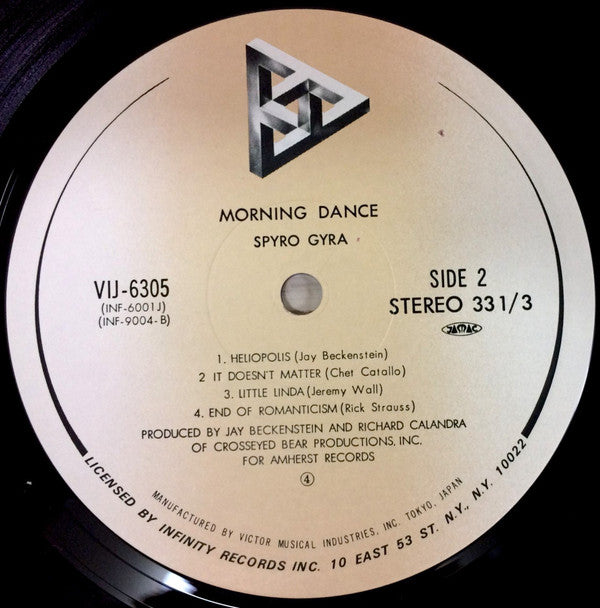 MORNING DANCE
SPYRO GYRA
VIJ-6305
(INF-6001J)
(INF-9004-B)
SIDE 2
STEREO 33 1/3
JASRAC
1. HELIOPOLIS (Jay Beckenstein)
2 IT DOESN'T MATTER (Chet Catallo)
3. LITTLE LINDA (Jeremy Wall)
4. END OF ROMANTICISM (Rick Strauss)
PRODUCED BY JAY BECKENSTEIN AND RICHARD CALANDRA
OF CROSSEYED BEAR PRODUCTIONS, INC.
FOR AMHERST RECORDS
④
MANUFACTURED BY VICTOR MUSICAL INDUSTRIES, INC. TOKYO, JAPAN
LICENSED BY INFINITY RECORDS INC. 10 EAST 53 ST. N.Y., N.Y. 10022